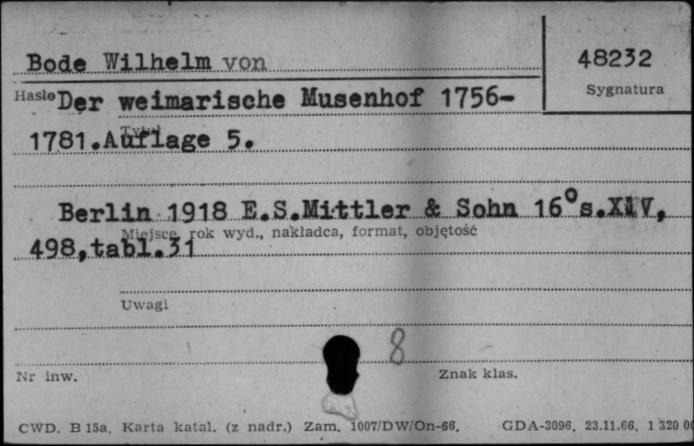 Bode Wilhelm von
48232
Sygnatura
Hasło Der weimarische Musenhof 1756-
1781.Auflage 5.
Tytuł
Berlin 1918 E.S.Mittler & Sohn 16⁰s.XIV,
Miejsce, rok wyd., nakładca, format, objętość
498,tabl.31
Uwagi
8
Nr inw.
Znak klas.
CWD. B 15a. Karta katal. (z nadr.) Zam. 1007/DW/On-66. GDA-3096. 23.11.66. 1 320 0